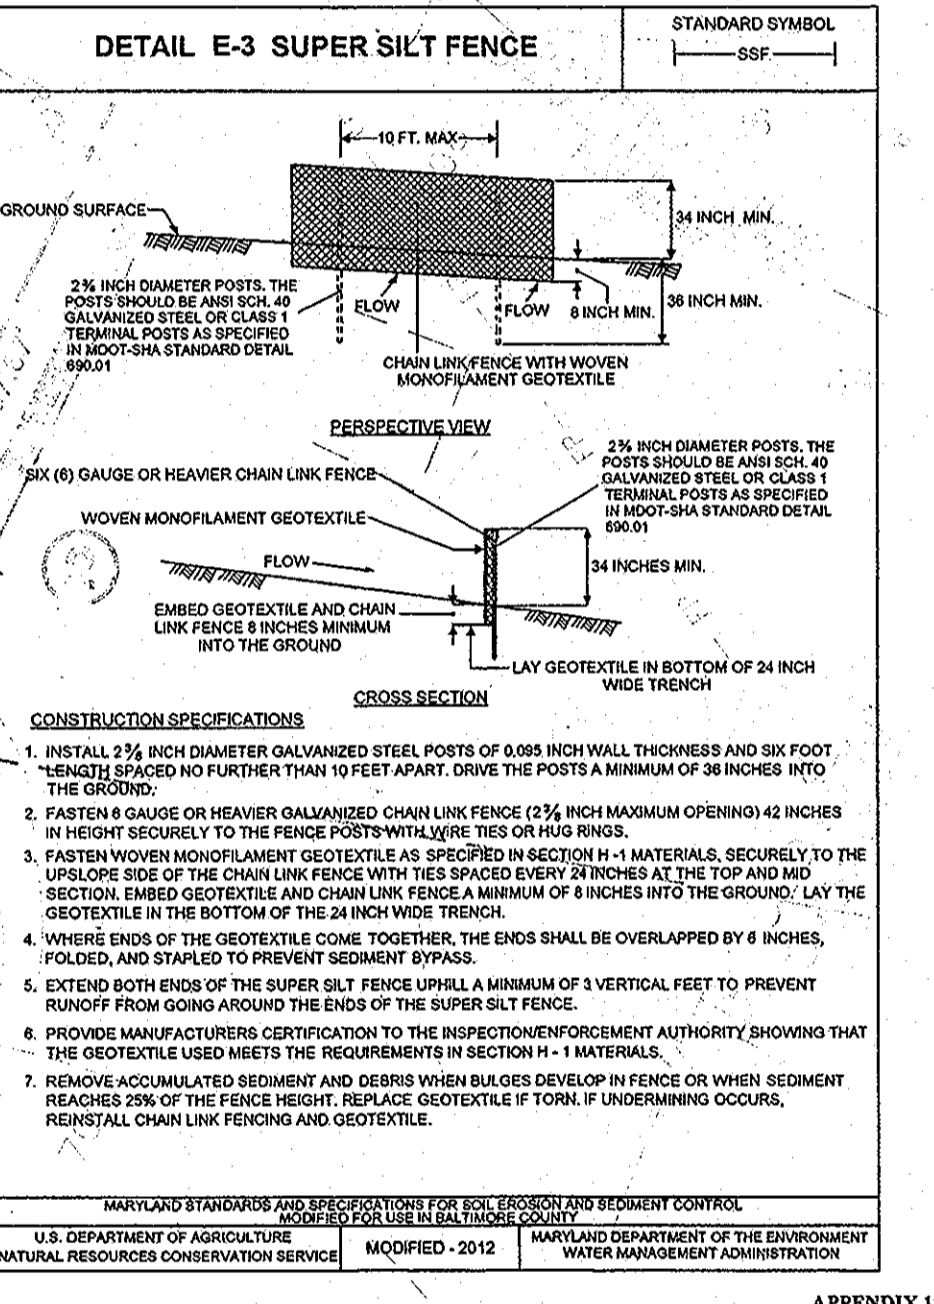 DETAIL E-3 SUPER SILT FENCE
STANDARD SYMBOL
SSF
10 FT. MAX
GROUND SURFACE
34 INCH MIN.
2 3/8 INCH DIAMETER POSTS. THE
POSTS SHOULD BE ANSI SCH. 40
GALVANIZED STEEL OR CLASS 1
TERMINAL POSTS AS SPECIFIED
IN MDOT-SHA STANDARD DETAIL
690.01
FLOW
FLOW
8 INCH MIN.
36 INCH MIN.
CHAIN LINK FENCE WITH WOVEN
MONOFILAMENT GEOTEXTILE
PERSPECTIVE VIEW
SIX (6) GAUGE OR HEAVIER CHAIN LINK FENCE
2 3/8 INCH DIAMETER POSTS. THE
POSTS SHOULD BE ANSI SCH. 40
GALVANIZED STEEL OR CLASS 1
TERMINAL POSTS AS SPECIFIED
IN MDOT-SHA STANDARD DETAIL
690.01
WOVEN MONOFILAMENT GEOTEXTILE
FLOW
34 INCHES MIN.
EMBED GEOTEXTILE AND CHAIN
LINK FENCE 8 INCHES MINIMUM
INTO THE GROUND
LAY GEOTEXTILE IN BOTTOM OF 24 INCH
WIDE TRENCH
CROSS SECTION
CONSTRUCTION SPECIFICATIONS
1. INSTALL 2 3/8 INCH DIAMETER GALVANIZED STEEL POSTS OF 0.095 INCH WALL THICKNESS AND SIX FOOT
LENGTH SPACED NO FURTHER THAN 10 FEET APART. DRIVE THE POSTS A MINIMUM OF 36 INCHES INTO
THE GROUND.
2. FASTEN 6 GAUGE OR HEAVIER GALVANIZED CHAIN LINK FENCE (2 3/8 INCH MAXIMUM OPENING) 42 INCHES
IN HEIGHT SECURELY TO THE FENCE POSTS WITH WIRE TIES OR HUG RINGS.
3. FASTEN WOVEN MONOFILAMENT GEOTEXTILE AS SPECIFIED IN SECTION H -1 MATERIALS, SECURELY TO THE
UPSLOPE SIDE OF THE CHAIN LINK FENCE WITH TIES SPACED EVERY 24 INCHES AT THE TOP AND MID
SECTION. EMBED GEOTEXTILE AND CHAIN LINK FENCE A MINIMUM OF 8 INCHES INTO THE GROUND. LAY THE
GEOTEXTILE IN THE BOTTOM OF THE 24 INCH WIDE TRENCH.
4. WHERE ENDS OF THE GEOTEXTILE COME TOGETHER, THE ENDS SHALL BE OVERLAPPED BY 6 INCHES,
FOLDED, AND STAPLED TO PREVENT SEDIMENT BYPASS.
5. EXTEND BOTH ENDS OF THE SUPER SILT FENCE UPHILL A MINIMUM OF 3 VERTICAL FEET TO PREVENT
RUNOFF FROM GOING AROUND THE ENDS OF THE SUPER SILT FENCE.
6. PROVIDE MANUFACTURERS CERTIFICATION TO THE INSPECTION/ENFORCEMENT AUTHORITY SHOWING THAT
THE GEOTEXTILE USED MEETS THE REQUIREMENTS IN SECTION H - 1 MATERIALS.
7. REMOVE ACCUMULATED SEDIMENT AND DEBRIS WHEN BULGES DEVELOP IN FENCE OR WHEN SEDIMENT
REACHES 25% OF THE FENCE HEIGHT. REPLACE GEOTEXTILE IF TORN. IF UNDERMINING OCCURS,
REINSTALL CHAIN LINK FENCING AND GEOTEXTILE.
MARYLAND STANDARDS AND SPECIFICATIONS FOR SOIL EROSION AND SEDIMENT CONTROL
MODIFIED FOR USE IN BALTIMORE COUNTY
U.S. DEPARTMENT OF AGRICULTURE
NATURAL RESOURCES CONSERVATION SERVICE
MODIFIED - 2012
MARYLAND DEPARTMENT OF THE ENVIRONMENT
WATER MANAGEMENT ADMINISTRATION
APPENDIX 1